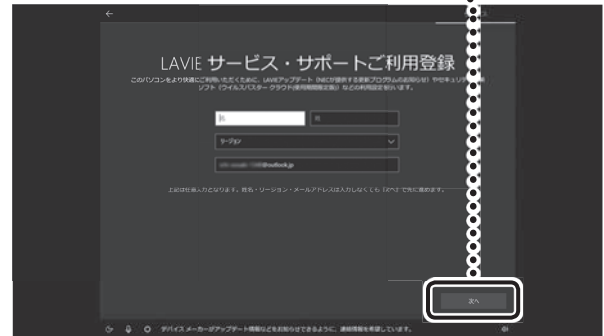 LAVIE サービス・サポートご利用登録
このパソコンをより快適にご利用いただくために、LAVIEアップデート（NECが提供する更新プログラムのお知らせ）やセキュリティ
ソフト（ウイルスバスター クラウド(使用期間限定版)）などの利用設定を行います。
名
姓
リージョン
@outlook.jp
上記は任意入力となります。姓名・リージョン・メールアドレスは入力しなくても「次へ」で先に進めます。
次へ
デバイス メーカーがアップデート情報などをお知らせできるように、連絡情報を希望しています。